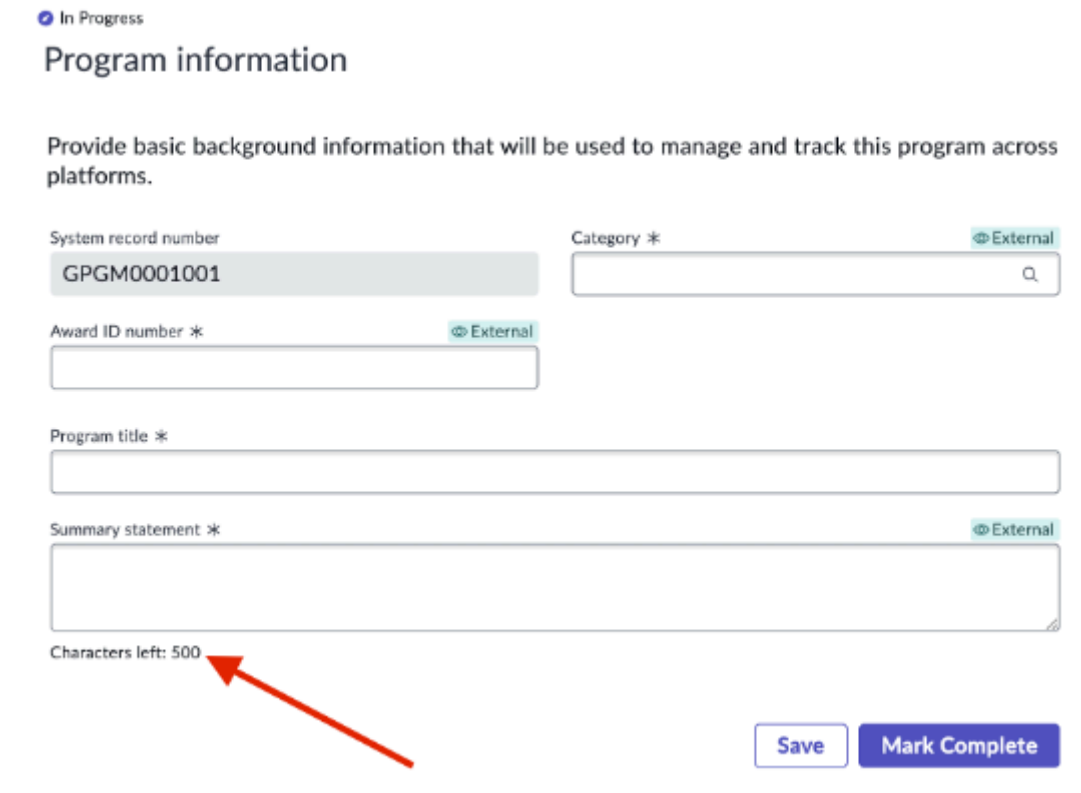 In Progress
Program information
Provide basic background information that will be used to manage and track this program across
platforms.
System record number
GPGM0001001
Category *
External
Award ID number *
External
Program title *
Summary statement *
External
Characters left: 500
Save
Mark Complete